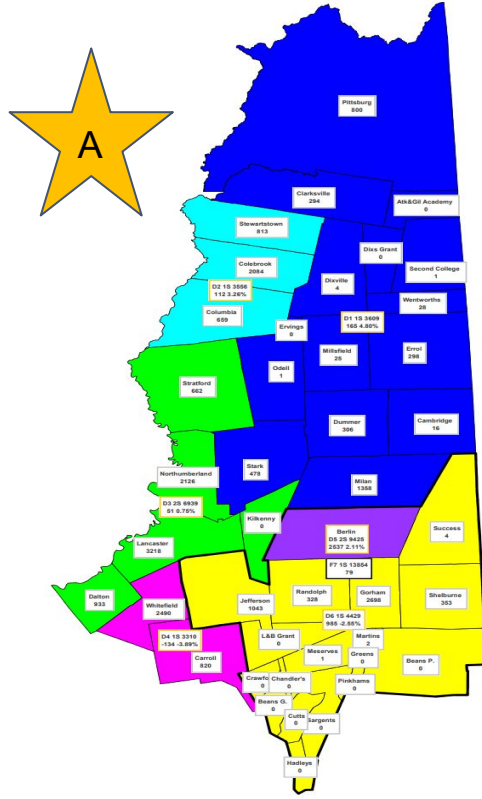 A
Pittsburg
800
Clarksville
294
Atk&Gil Academy
0
Stewartstown
813
Dixs Grant
0
Colebrook
2084
Second College
1
Dixville
4
D2 1S 3556
112 3.26%
Wentworths
28
Columbia
659
D1 1S 3609
165 4.80%
Ervings
0
Millsfield
25
Errol
298
Odell
1
Stratford
662
Dummer
306
Cambridge
16
Stark
478
Northumberland
2126
Milan
1358
D3 2S 6939
51 0.75%
Kilkenny
0
Berlin
D5 2S 9425
2537 2.11%
Success
4
Lancaster
3218
F7 1S 13854
79
Dalton
933
Whitefield
2490
Jefferson
1043
Randolph
328
Gorham
2698
Shelburne
353
D6 1S 4429
985 -2.55%
D4 1S 3310
-134 -3.89%
L&B Grant
0
Martins
2
Meserves
1
Greens
0
Carroll
820
Beans P.
0
Crawfo
0
Chandler's
0
Pinkhams
0
Beans G.
0
Cutts
0
Sargents
0
Hadleys
0